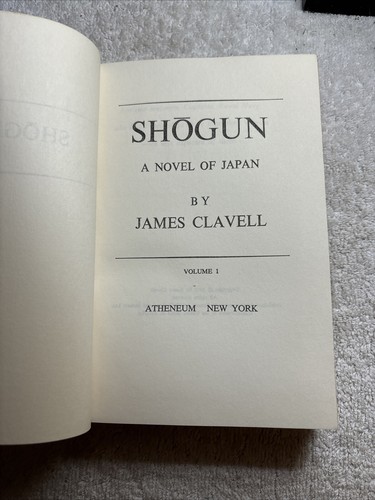 SHŌGUN
A NOVEL OF JAPAN
BY
JAMES CLAVELL
VOLUME 1
ATHENEUM NEW YORK